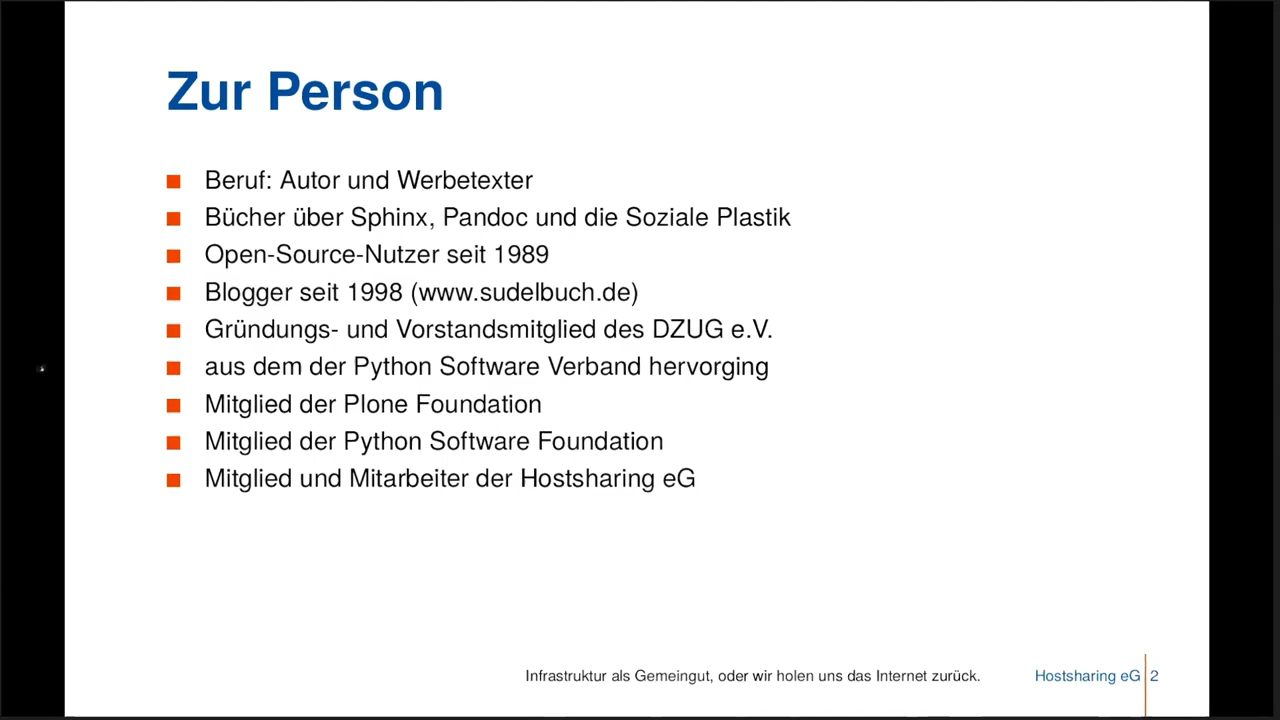 Zur Person
Beruf: Autor und Werbetexter
Bücher über Sphinx, Pandoc und die Soziale Plastik
Open-Source-Nutzer seit 1989
Blogger seit 1998 (www.sudelbuch.de)
Gründungs- und Vorstandsmitglied des DZUG e.V.
aus dem der Python Software Verband hervorging
Mitglied der Plone Foundation
Mitglied der Python Software Foundation
Mitglied und Mitarbeiter der Hostsharing eG
Infrastruktur als Gemeingut, oder wir holen uns das Internet zurück. Hostsharing eG 2